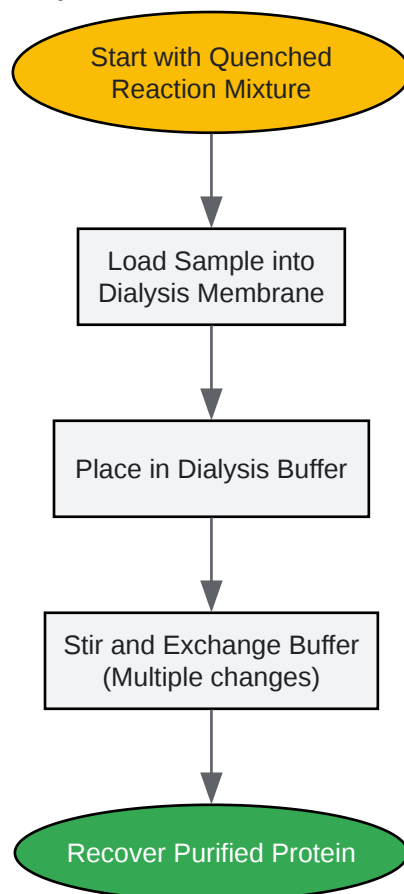 Start with Quenched
Reaction Mixture
Load Sample into
Dialysis Membrane
Place in Dialysis Buffer
Stir and Exchange Buffer
(Multiple changes)
Recover Purified Protein